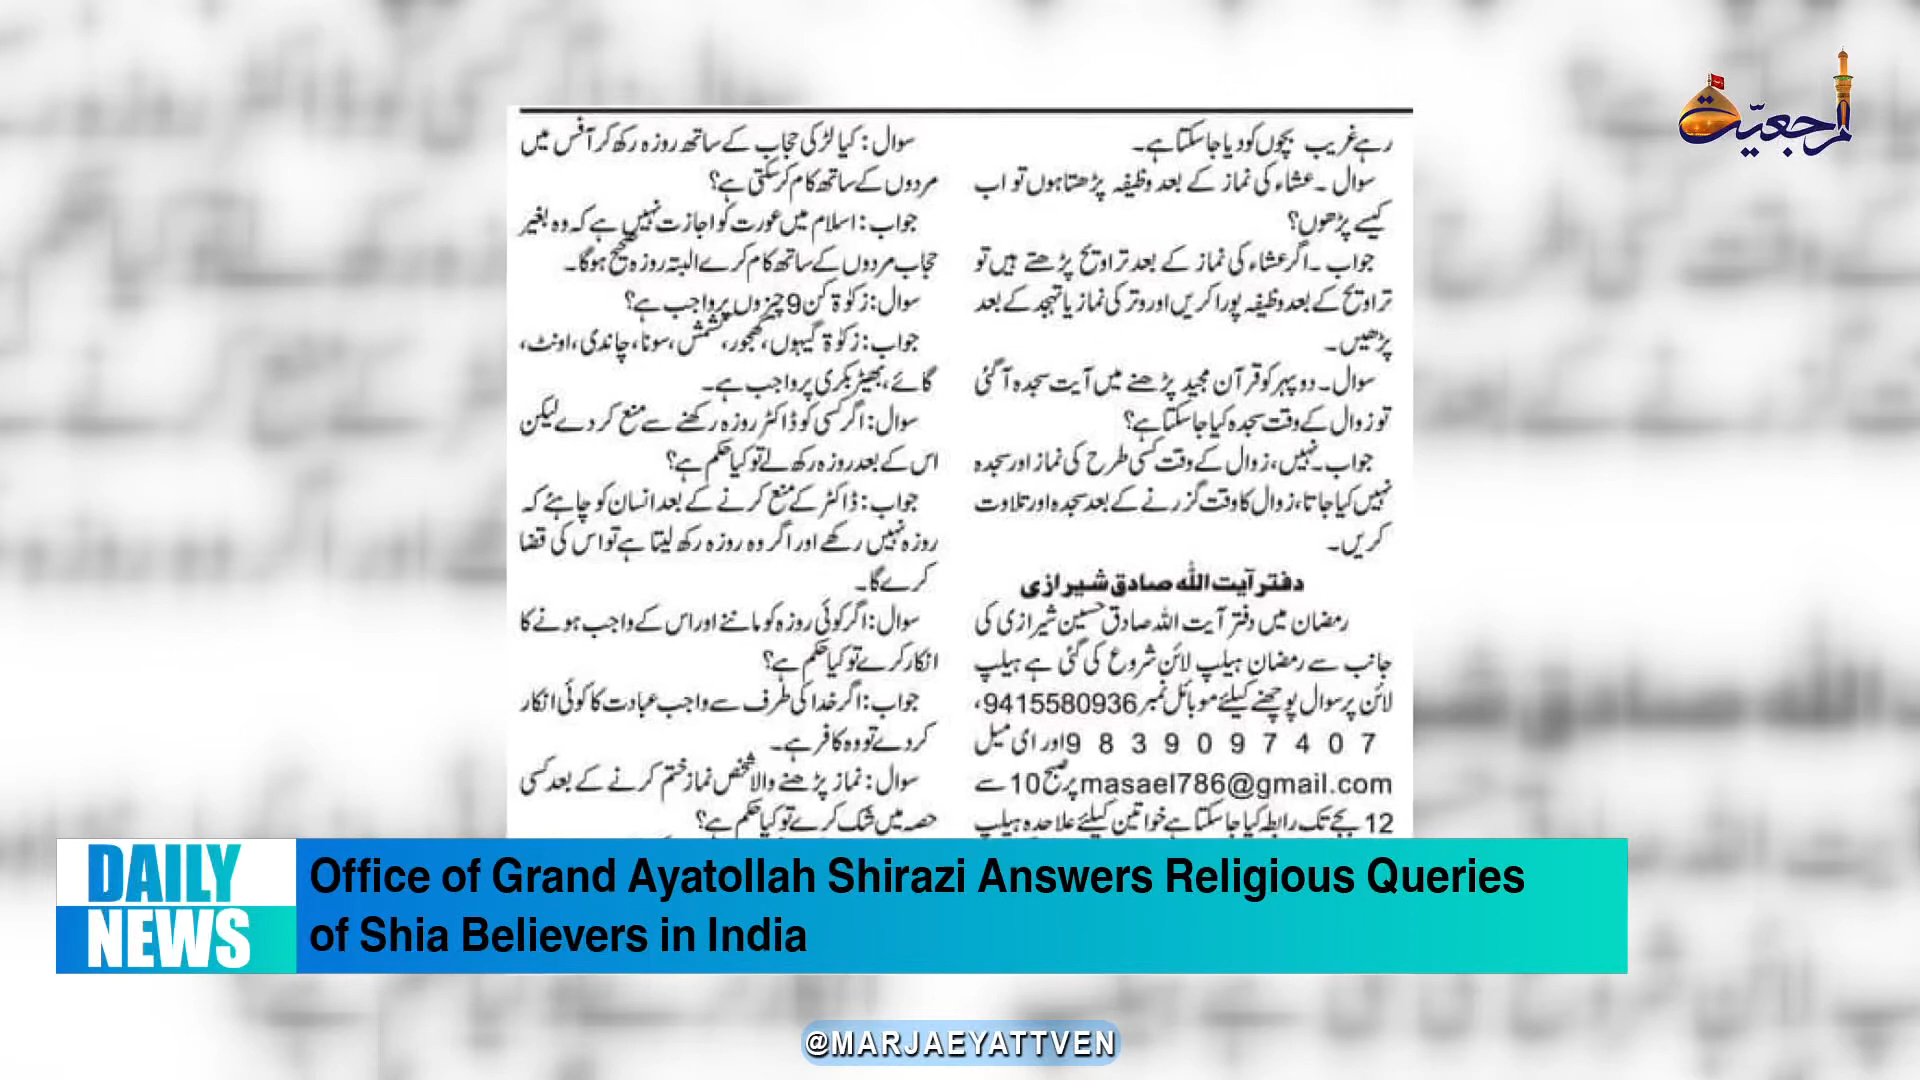 مرجعیت
رہے غریب بچوں کو دیا جاسکتا ہے۔
سوال۔ عشاء کی نماز کے بعد وظیفہ پڑھتا ہوں تو اب
کیسے پڑھوں؟
جواب۔ اگر عشاء کی نماز کے بعد تراویح پڑھتے ہیں تو
تراویح کے بعد وظیفہ پورا کریں اور وتر کی نماز یا تہجد کے بعد
پڑھیں۔
سوال۔ دوپہر کو قرآن مجید پڑھنے میں آیت سجدہ آگئی
تو زوال کے وقت سجدہ کیا جاسکتا ہے؟
جواب۔ نہیں، زوال کے وقت کسی طرح کی نماز اور سجدہ
نہیں کیا جاتا، زوال کا وقت گزرنے کے بعد سجدہ اور تلاوت
کریں۔
دفتر آیت اللہ صادق شیرازی
رمضان میں دفتر آیت اللہ صادق حسین شیرازی کی
جانب سے رمضان ہیلپ لائن شروع کی گئی ہے ہیلپ
لائن پر سوال پوچھنے کیلئے موبائل نمبر 9415580936،
9839097407 اور ای میل
masael786@gmail.com پر صبح 10 سے
12 بجے تک رابطہ کیا جاسکتا ہے خواتین کیلئے علاحدہ ہیلپ
سوال: کیا لڑکی حجاب کے ساتھ روزہ رکھ کر آفس میں
مردوں کے ساتھ کام کرسکتی ہے؟
جواب: اسلام میں عورت کو اجازت نہیں ہے کہ وہ بغیر
حجاب مردوں کے ساتھ کام کرے البتہ روزہ صحیح ہوگا۔
سوال: زکوٰۃ کن 9 چیزوں پر واجب ہے؟
جواب: زکوٰۃ گیہوں، کھجور، کشمش، سونا، چاندی، اونٹ،
گائے، بھیڑ بکری پر واجب ہے۔
سوال: اگر کسی کو ڈاکٹر روزہ رکھنے سے منع کردے لیکن
اس کے بعد روزہ رکھ لے تو کیا حکم ہے؟
جواب: ڈاکٹر کے منع کرنے کے بعد انسان کو چاہئے کہ
روزہ نہیں رکھے اور اگر وہ روزہ رکھ لیتا ہے تو اس کی قضا
کرے گا۔
سوال: اگر کوئی روزہ کو ماننے اور اس کے واجب ہونے کا
انکار کرے تو کیا حکم ہے؟
جواب: اگر خدا کی طرف سے واجب عبادت کا کوئی انکار
کردے تو وہ کافر ہے۔
سوال: نماز پڑھنے والا شخص نماز ختم کرنے کے بعد کسی
حصہ میں شک کرے تو کیا حکم ہے؟
DAILY
NEWS
Office of Grand Ayatollah Shirazi Answers Religious Queries
of Shia Believers in India
@MARJAEYATTVEN